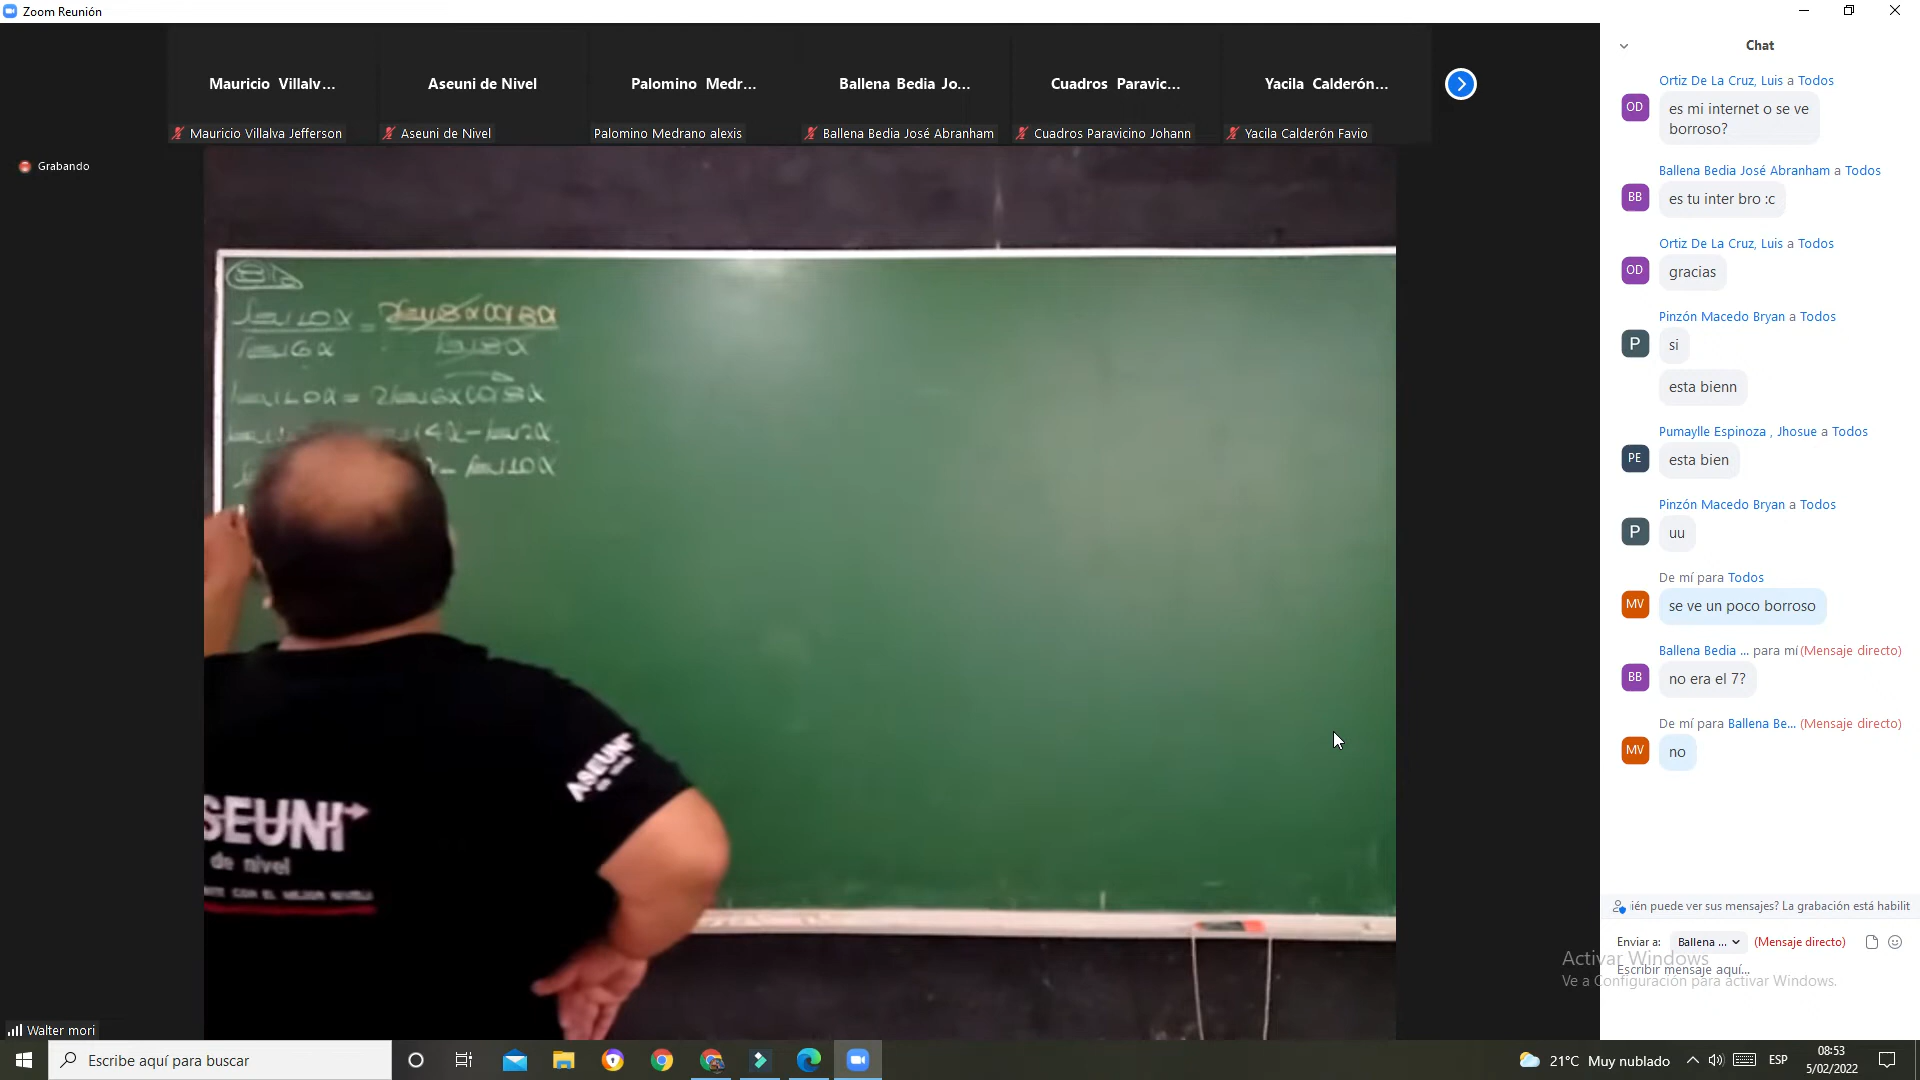 Zoom Reunión
Mauricio Villalv...
Aseuni de Nivel
Palomino Medr...
Ballena Bedia Jo...
Cuadros Paravic...
Yacila Calderón...
Mauricio Villalva Jefferson
Aseuni de Nivel
Palomino Medrano alexis
Ballena Bedia José Abranham
Cuadros Paravicino Johann
Yacila Calderón Favio
Grabando
ASEUNI
SEUNI
de nivel
Walter mori
Chat
Ortiz De La Cruz, Luis a Todos
OD
es mi internet o se ve
borroso?
Ballena Bedia José Abranham a Todos
BB
es tu inter bro :c
Ortiz De La Cruz, Luis a Todos
OD
gracias
Pinzón Macedo Bryan a Todos
P
si
esta bienn
Pumaylle Espinoza , Jhosue a Todos
PE
esta bien
Pinzón Macedo Bryan a Todos
P
uu
De mí para Todos
MV
se ve un poco borroso
Ballena Bedia ... para mí (Mensaje directo)
BB
no era el 7?
De mí para Ballena Be... (Mensaje directo)
MV
no
ién puede ver sus mensajes? La grabación está habilit
Enviar a: Ballena ... (Mensaje directo)
Escribir mensaje aquí...
Activar Windows
Ve a Configuración para activar Windows.
Escribe aquí para buscar
21°C Muy nublado
ESP
08:53
5/02/2022